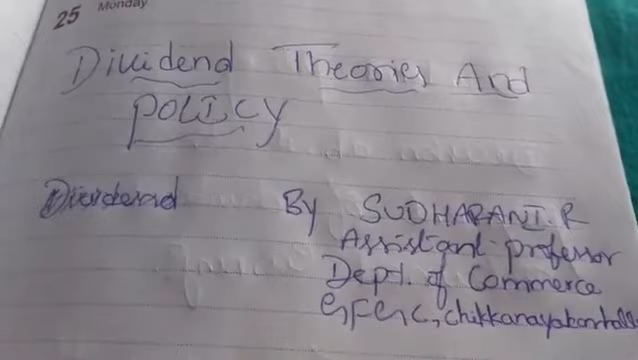 25 Monday
Dividend Theories And
POLICY
Dividend By SUDHARANI.R
Assistant professor
Dept. of Commerce
GFGC, chikkanayakanhalli